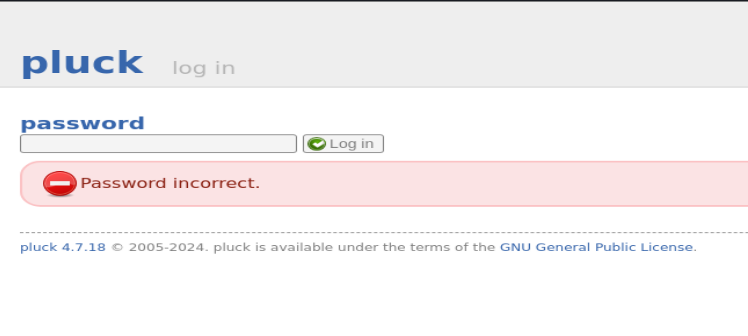 pluck log in
password
Log in
Password incorrect.
pluck 4.7.18 © 2005-2024. pluck is available under the terms of the GNU General Public License.